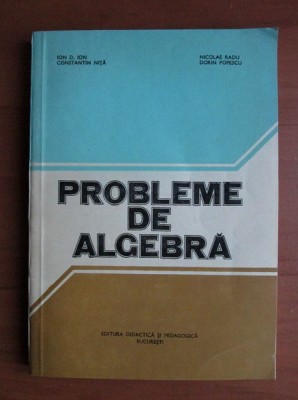 ION D. ION
CONSTANTIN NIȚĂ
NICOLAE RADU
DORIN POPESCU
PROBLEME
DE
ALGEBRĂ
EDITURA DIDACTICĂ ȘI PEDAGOGICĂ
BUCUREȘTI